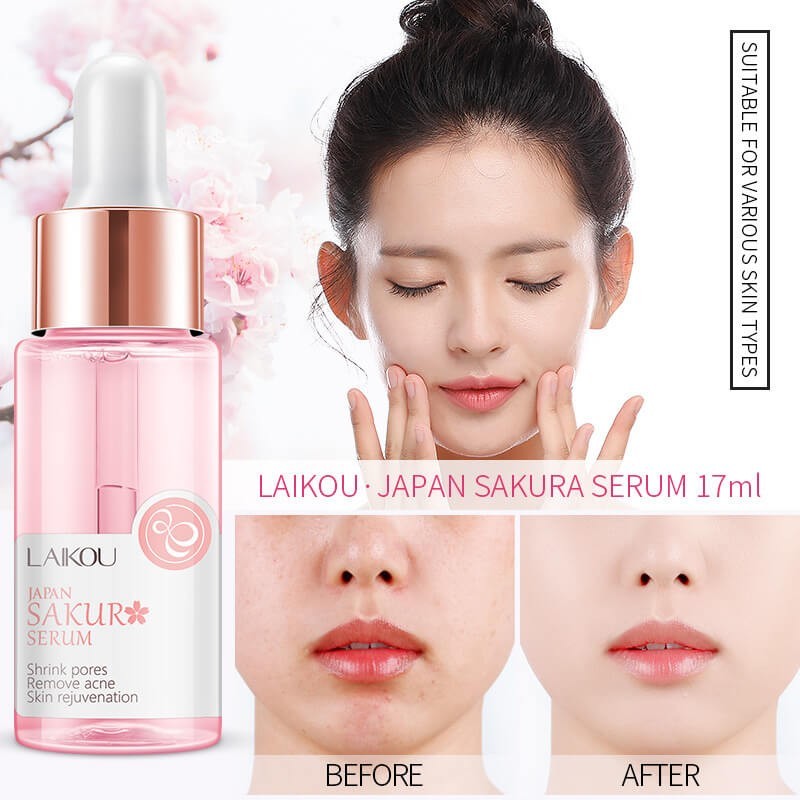 SUITABLE FOR VARIOUS SKIN TYPES
LAIKOU· JAPAN SAKURA SERUM 17ml
LAIKOU
JAPAN
SAKUR
SERUM
Shrink pores
Remove acne
Skin rejuvenation
BEFORE
AFTER